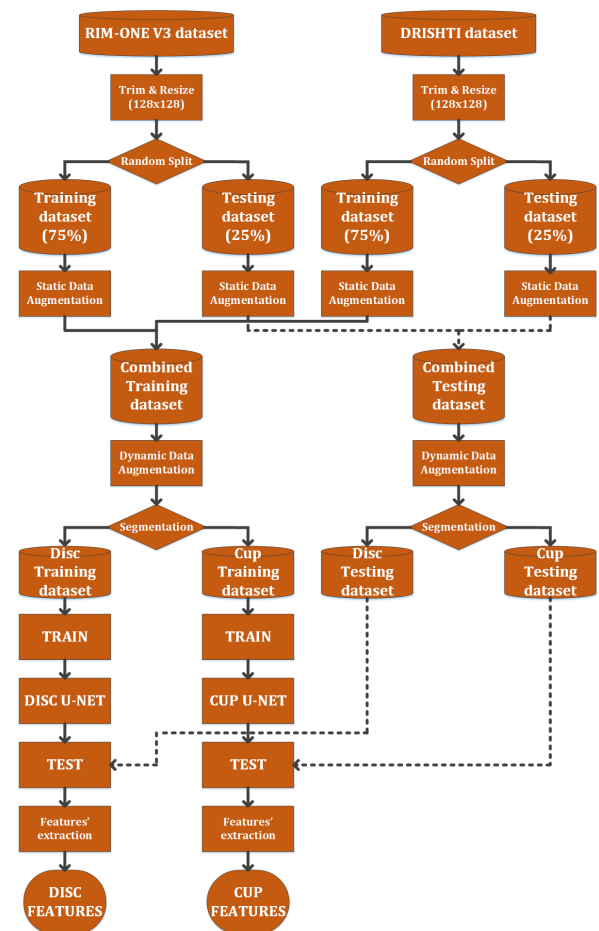 RIM-ONE V3 dataset
DRISHTI dataset
Trim & Resize
(128x128)
Trim & Resize
(128x128)
Random Split
Random Split
Training
dataset
(75%)
Testing
dataset
(25%)
Training
dataset
(75%)
Testing
dataset
(25%)
Static Data
Augmentation
Static Data
Augmentation
Static Data
Augmentation
Static Data
Augmentation
Combined
Training
dataset
Combined
Testing
dataset
Dynamic Data
Augmentation
Dynamic Data
Augmentation
Segmentation
Segmentation
Disc
Training
dataset
Cup
Training
dataset
Disc
Testing
dataset
Cup
Testing
dataset
TRAIN
TRAIN
DISC U-NET
CUP U-NET
TEST
TEST
Features'
extraction
Features'
extraction
DISC
FEATURES
CUP
FEATURES